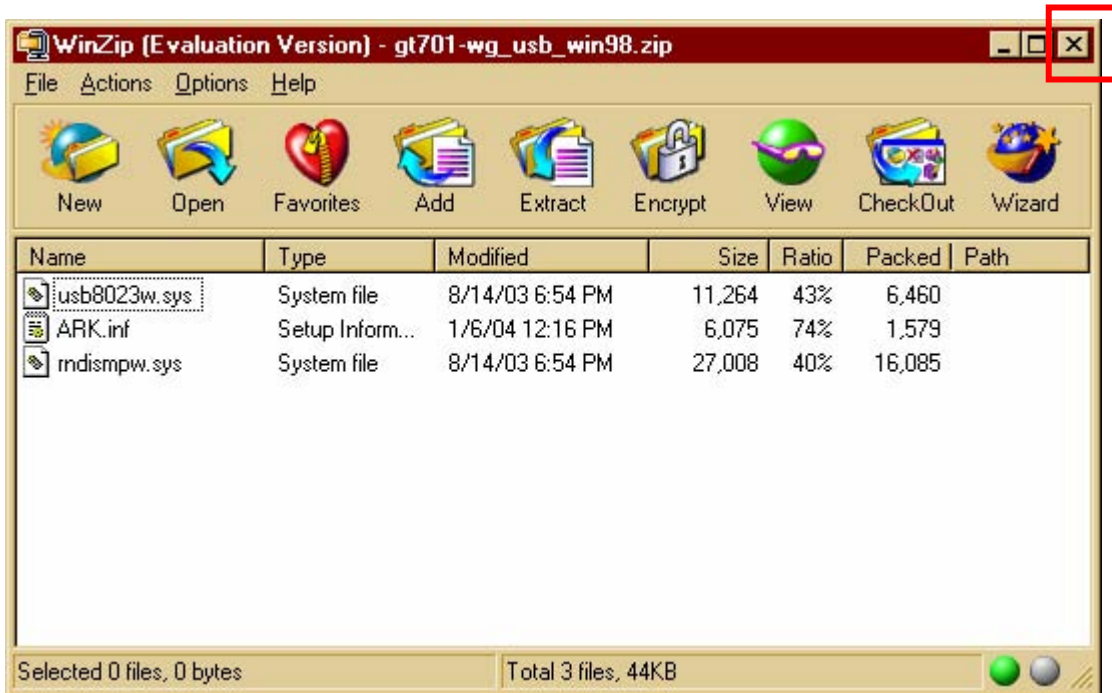 WinZip (Evaluation Version) - gt701-wg_usb_win98.zip
File Actions Options Help
New Open Favorites Add Extract Encrypt View CheckOut Wizard
Name Type Modified Size Ratio Packed Path
usb8023w.sys System file 8/14/03 6:54 PM 11,264 43% 6,460
ARK.inf Setup Inform... 1/6/04 12:16 PM 6,075 74% 1,579
rndismpw.sys System file 8/14/03 6:54 PM 27,008 40% 16,085
Selected 0 files, 0 bytes Total 3 files, 44KB